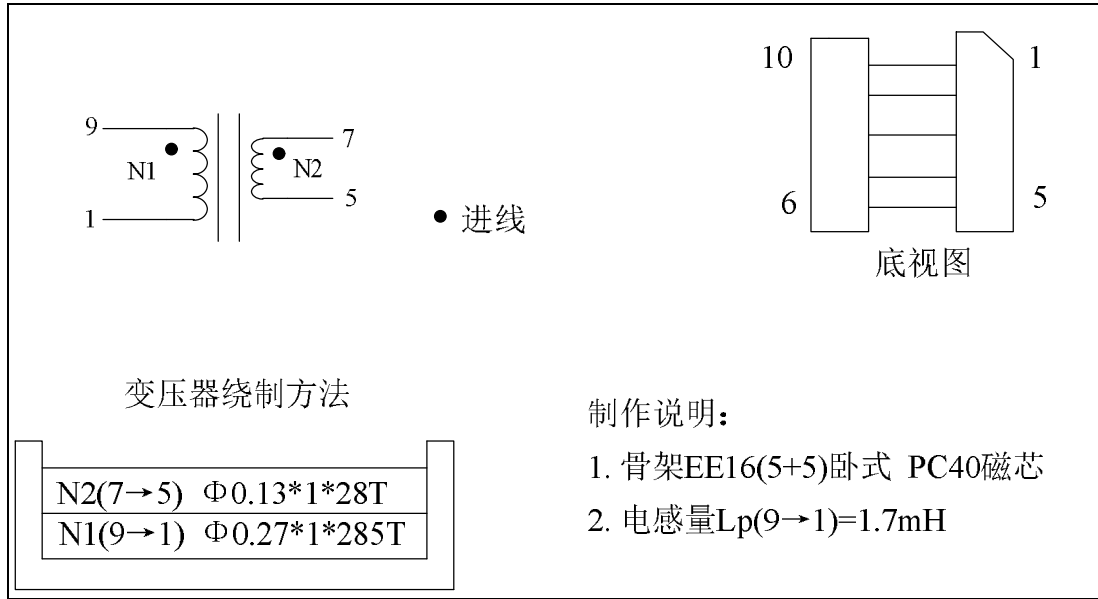 9
N1
1
7
N2
5
● 进线
10
1
6
5
底视图
变压器绕制方法
N2(7→5) Φ0.13*1*28T
N1(9→1) Φ0.27*1*285T
制作说明：
1. 骨架EE16(5+5)卧式 PC40磁芯
2. 电感量Lp(9→1)=1.7mH